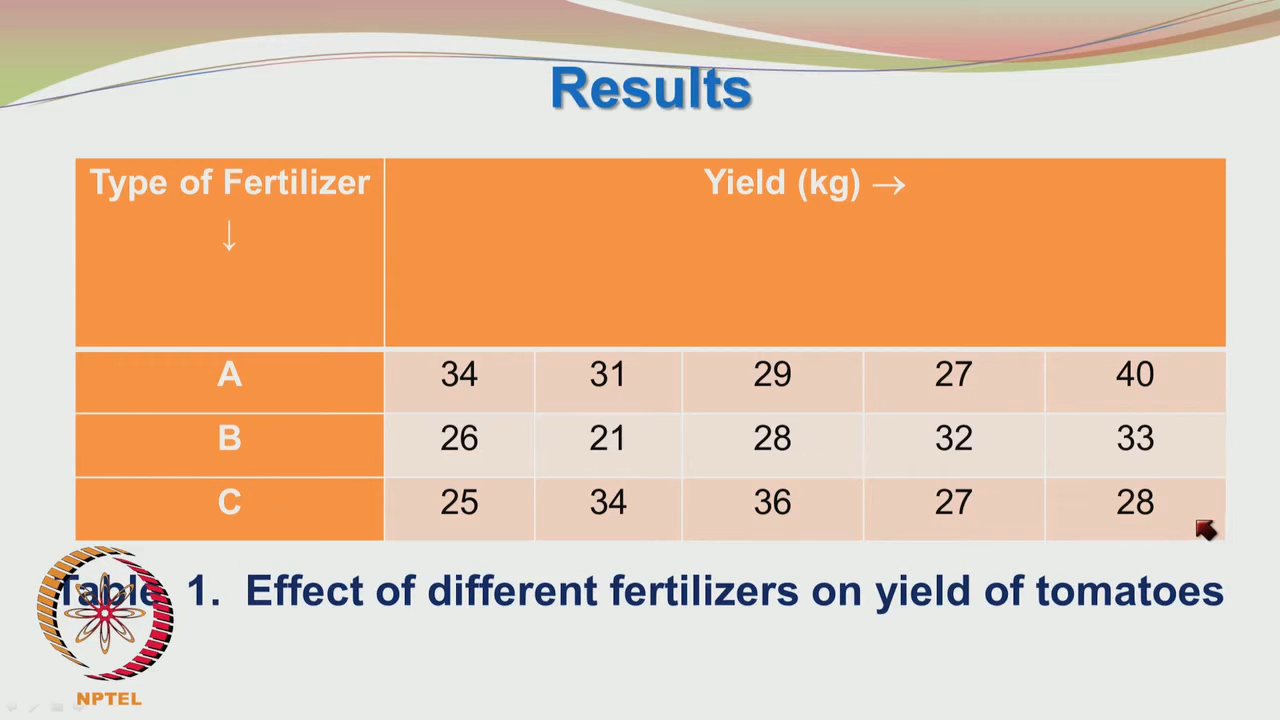 Results
Type of Fertilizer Yield (kg) →
↓
A 34 31 29 27 40
B 26 21 28 32 33
C 25 34 36 27 28
Table 1. Effect of different fertilizers on yield of tomatoes
NPTEL